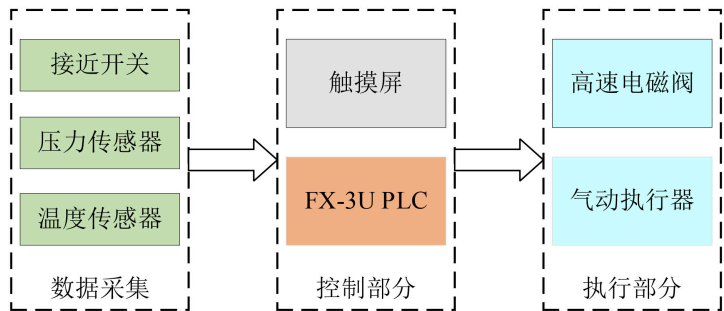 接近开关
压力传感器
温度传感器
数据采集
触摸屏
FX-3U PLC
控制部分
高速电磁阀
气动执行器
执行部分